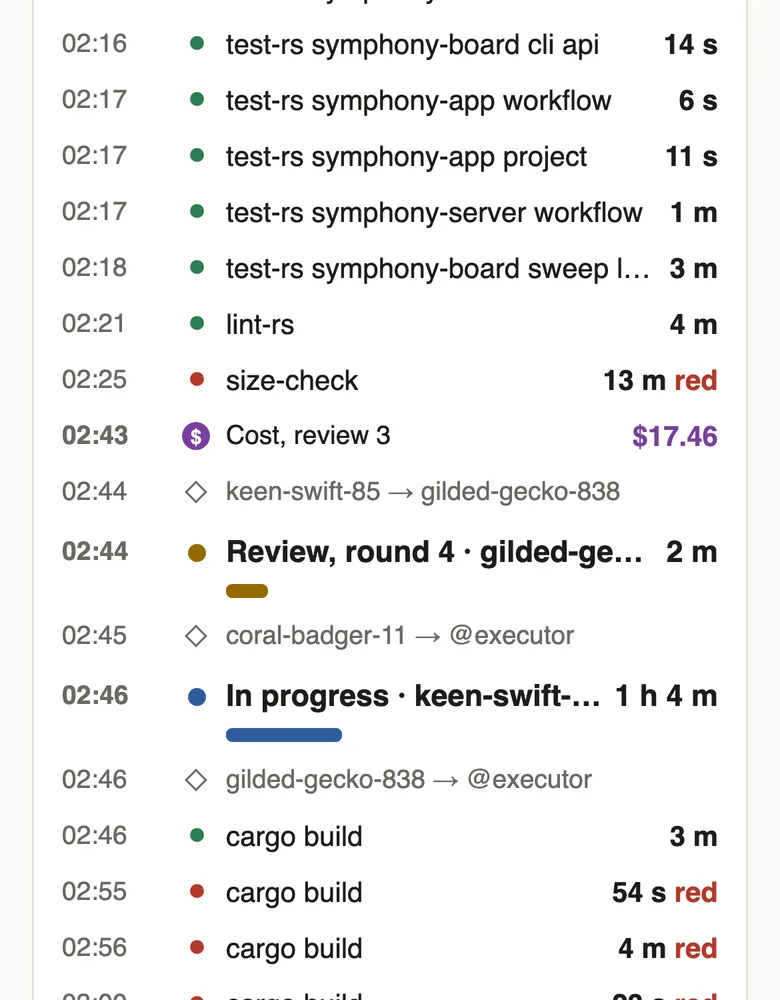 02:16 test-rs symphony-board cli api 14 s
02:17 test-rs symphony-app workflow 6 s
02:17 test-rs symphony-app project 11 s
02:17 test-rs symphony-server workflow 1 m
02:18 test-rs symphony-board sweep l… 3 m
02:21 lint-rs 4 m
02:25 size-check 13 m red
02:43 $ Cost, review 3 $17.46
02:44 keen-swift-85 → gilded-gecko-838
02:44 Review, round 4 · gilded-ge… 2 m
02:45 coral-badger-11 → @executor
02:46 In progress · keen-swift-… 1 h 4 m
02:46 gilded-gecko-838 → @executor
02:46 cargo build 3 m
02:55 cargo build 54 s red
02:56 cargo build 4 m red